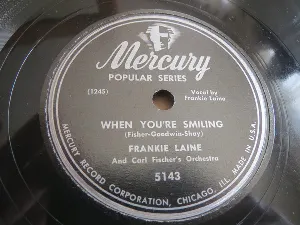 Mercury
POPULAR SERIES
(1245)
Vocal by
Frankie Laine
WHEN YOU'RE SMILING
(Fisher-Goodwin-Shay)
FRANKIE LAINE
And Carl Fischer's Orchestra
5143
MERCURY RECORD CORPORATION, CHICAGO, ILL. MADE IN U.S.A.